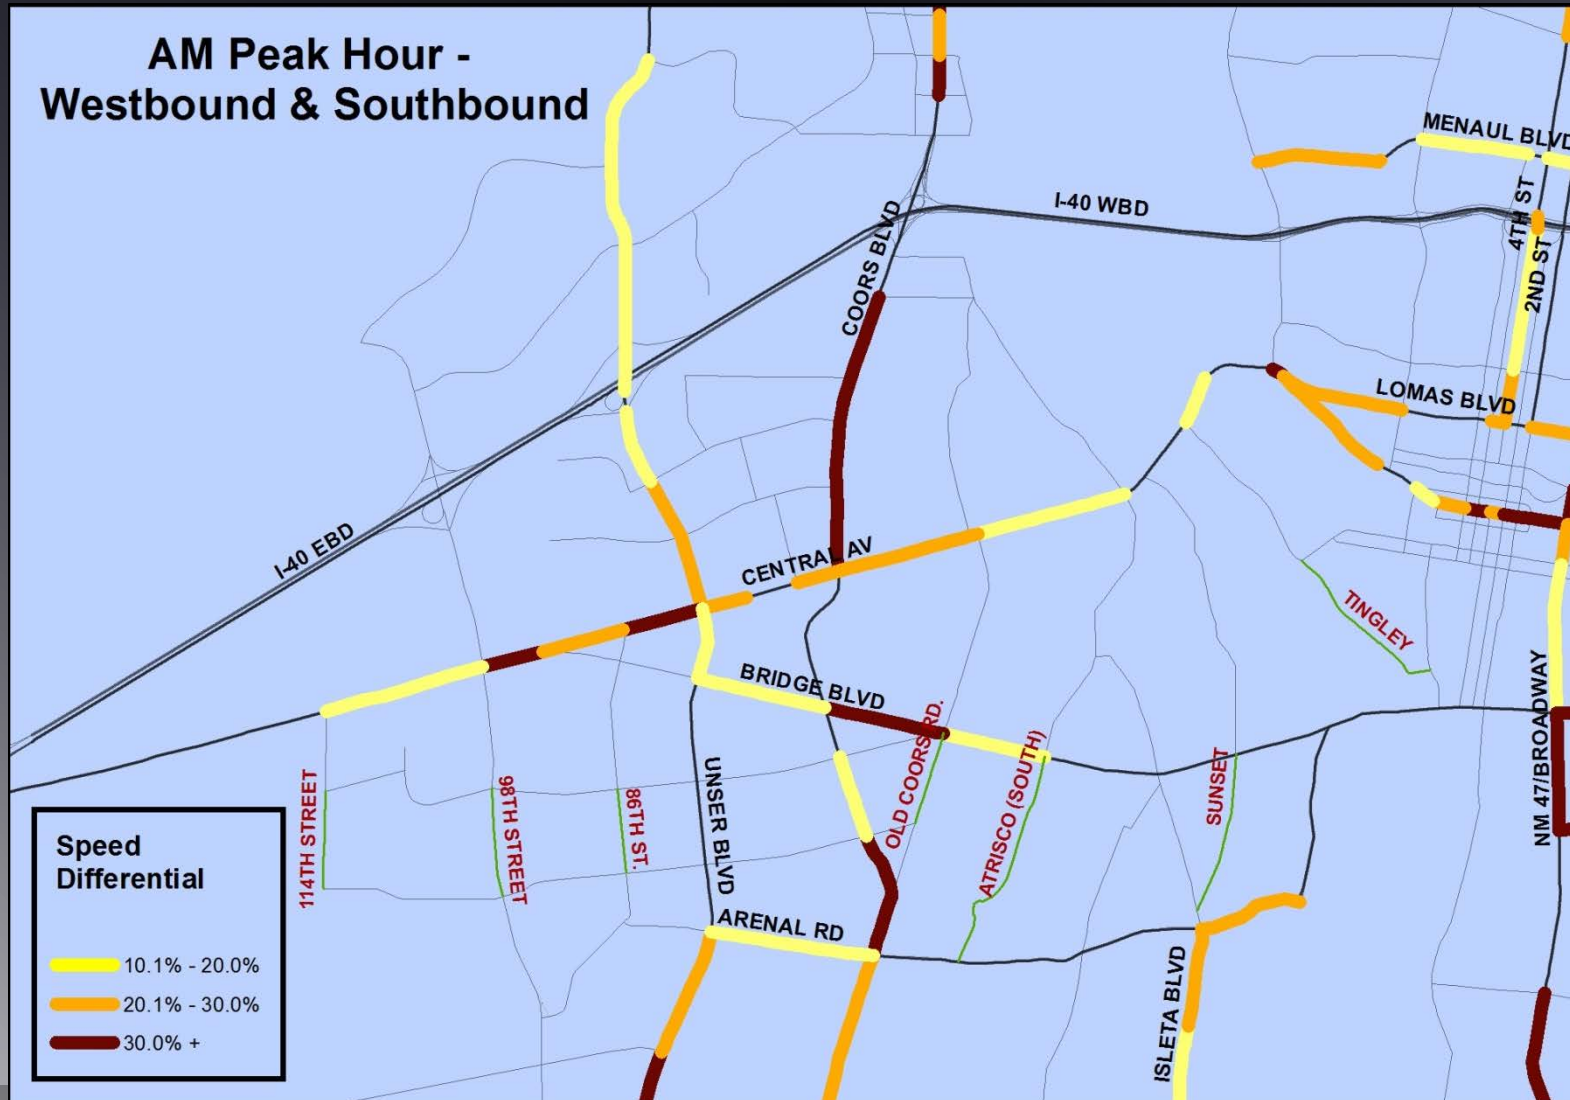 AM Peak Hour -
Westbound & Southbound
MENAUL BLVD
I-40 WBD
4TH ST
2ND ST
COORS BLVD
LOMAS BLVD
I-40 EBD
CENTRAL AV
TINGLEY
BRIDGE BLVD
OLD COORS RD.
ATRISCO (SOUTH)
SUNSET
NM 47/BROADWAY
114TH STREET
98TH STREET
86TH ST.
UNSER BLVD
ARENAL RD
ISLETA BLVD
Speed
Differential
10.1% - 20.0%
20.1% - 30.0%
30.0% +